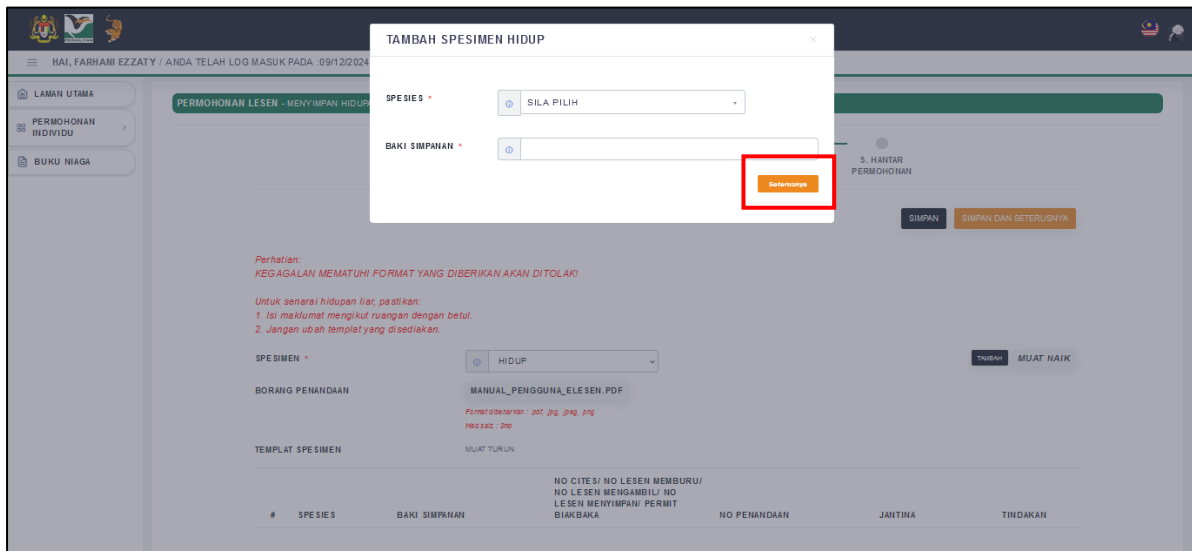 TAMBAH SPESIMEN HIDUP ×
HAI, FARHANI EZZATY / ANDA TELAH LOG MASUK PADA :09/12/2024
LAMAN UTAMA
PERMOHONAN INDIVIDU
BUKU NIAGA
PERMOHONAN LESEN - MENYIMPAN HIDUPA
SPESIES *
SILA PILIH
BAKI SIMPANAN *
Seterusnya
5. HANTAR
PERMOHONAN
SIMPAN
SIMPAN DAN SETERUSNYA
Perhatian:
KEGAGALAN MEMATUHI FORMAT YANG DIBERIKAN AKAN DITOLAK!
Untuk senarai hidupan liar, pastikan:
1. Isi maklumat mengikut ruangan dengan betul.
2. Jangan ubah templat yang disediakan.
SPESIMEN *
HIDUP
TAMBAH
MUAT NAIK
BORANG PENANDAAN
MANUAL_PENGGUNA_ELESEN.PDF
Format dibenarkan : .pdf, .jpg, .jpeg, .png
Had saiz : 2mb
TEMPLAT SPESIMEN
MUAT TURUN
# SPESIES BAKI SIMPANAN
NO CITES/ NO LESEN MEMBURU/
NO LESEN MENGAMBIL/ NO
LESEN MENYIMPAN/ PERMIT
BIAKBAKA
NO PENANDAAN JANTINA TINDAKAN